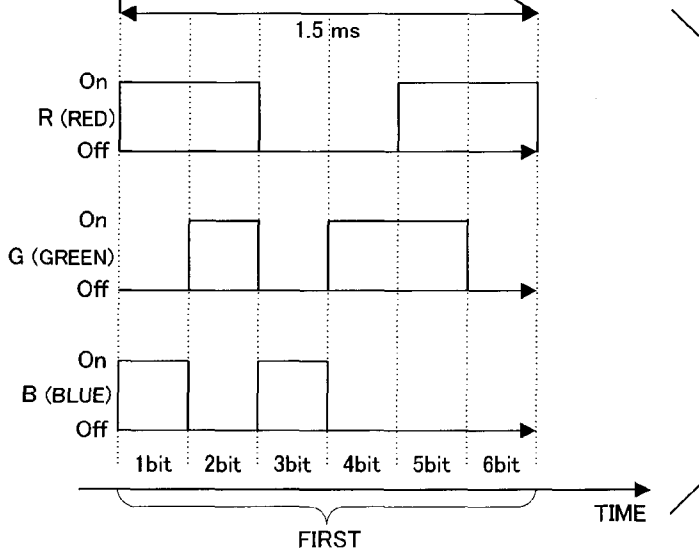 1.5 ms
On
R (RED)
Off
On
G (GREEN)
Off
On
B (BLUE)
Off
1bit 2bit 3bit 4bit 5bit 6bit
TIME
FIRST